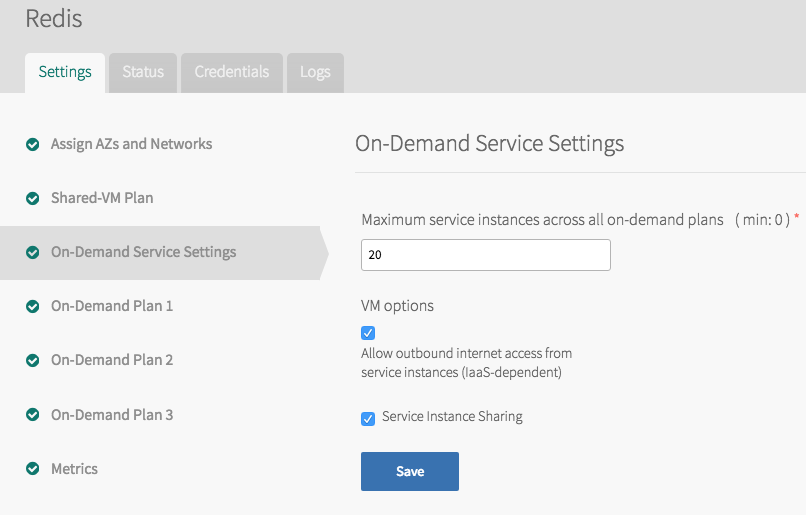 Redis
Settings
Status
Credentials
Logs
Assign AZs and Networks
Shared-VM Plan
On-Demand Service Settings
On-Demand Plan 1
On-Demand Plan 2
On-Demand Plan 3
Metrics
On-Demand Service Settings
Maximum service instances across all on-demand plans ( min: 0 ) *
20
VM options
Allow outbound internet access from
service instances (IaaS-dependent)
Service Instance Sharing
Save